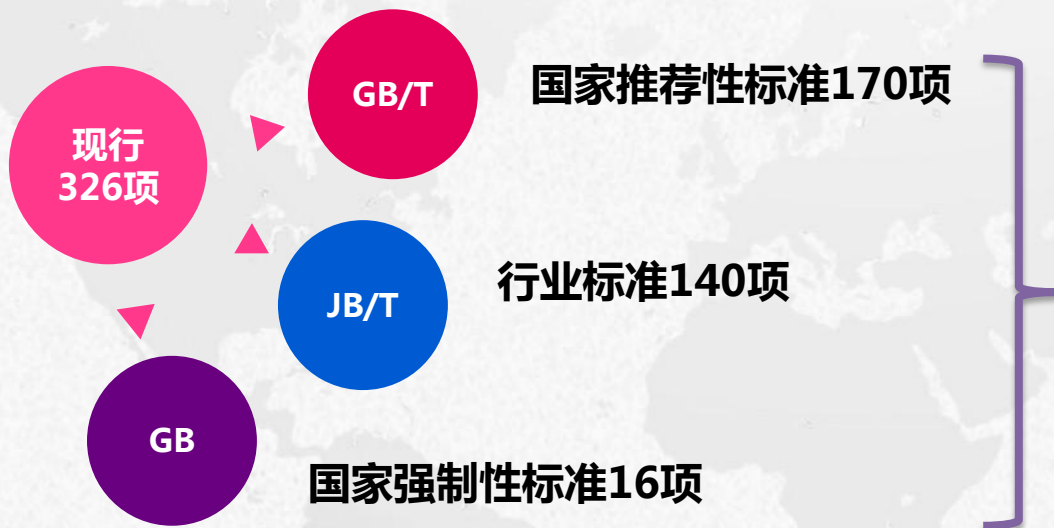 现行
326项
GB/T
国家推荐性标准170项
JB/T
行业标准140项
GB
国家强制性标准16项